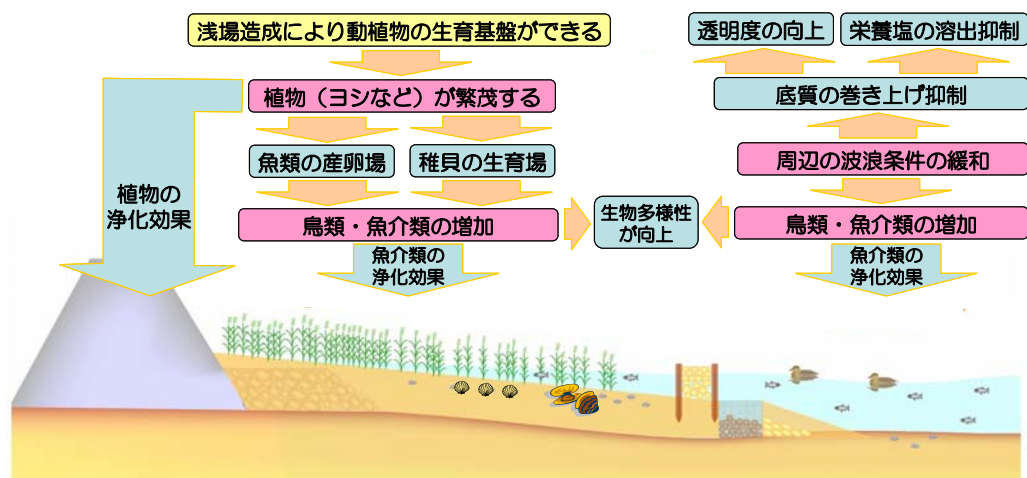 浅場造成により動植物の生育基盤ができる
植物（ヨシなど）が繁茂する
魚類の産卵場
稚貝の生育場
鳥類・魚介類の増加
魚介類の
浄化効果
植物の
浄化効果
生物多様性
が向上
透明度の向上
栄養塩の溶出抑制
底質の巻き上げ抑制
周辺の波浪条件の緩和
鳥類・魚介類の増加
魚介類の
浄化効果